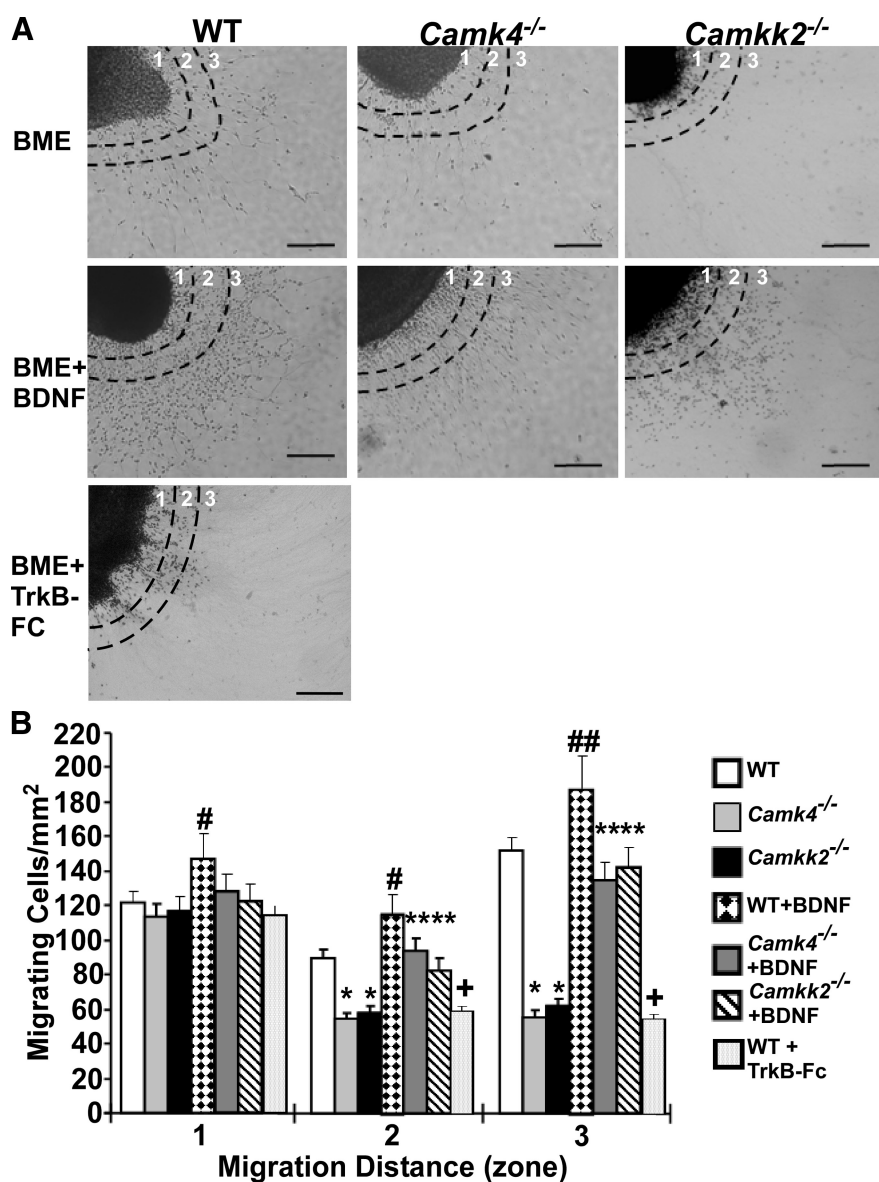 A
WT
Camk4-/-
Camkk2-/-
BME
1 2 3
1 2 3
1 2 3
BME+
BDNF
1 2 3
1 2 3
1 2 3
BME+
TrkB-
FC
1 2 3
B
Migrating Cells/mm2
220
200
180
160
140
120
100
80
60
40
20
0
#
#
* *
****
+
* *
##
****
+
1
2
3
Migration Distance (zone)
WT
Camk4-/-
Camkk2-/-
WT+BDNF
Camk4-/-
+BDNF
Camkk2-/-
+BDNF
WT +
TrkB-Fc